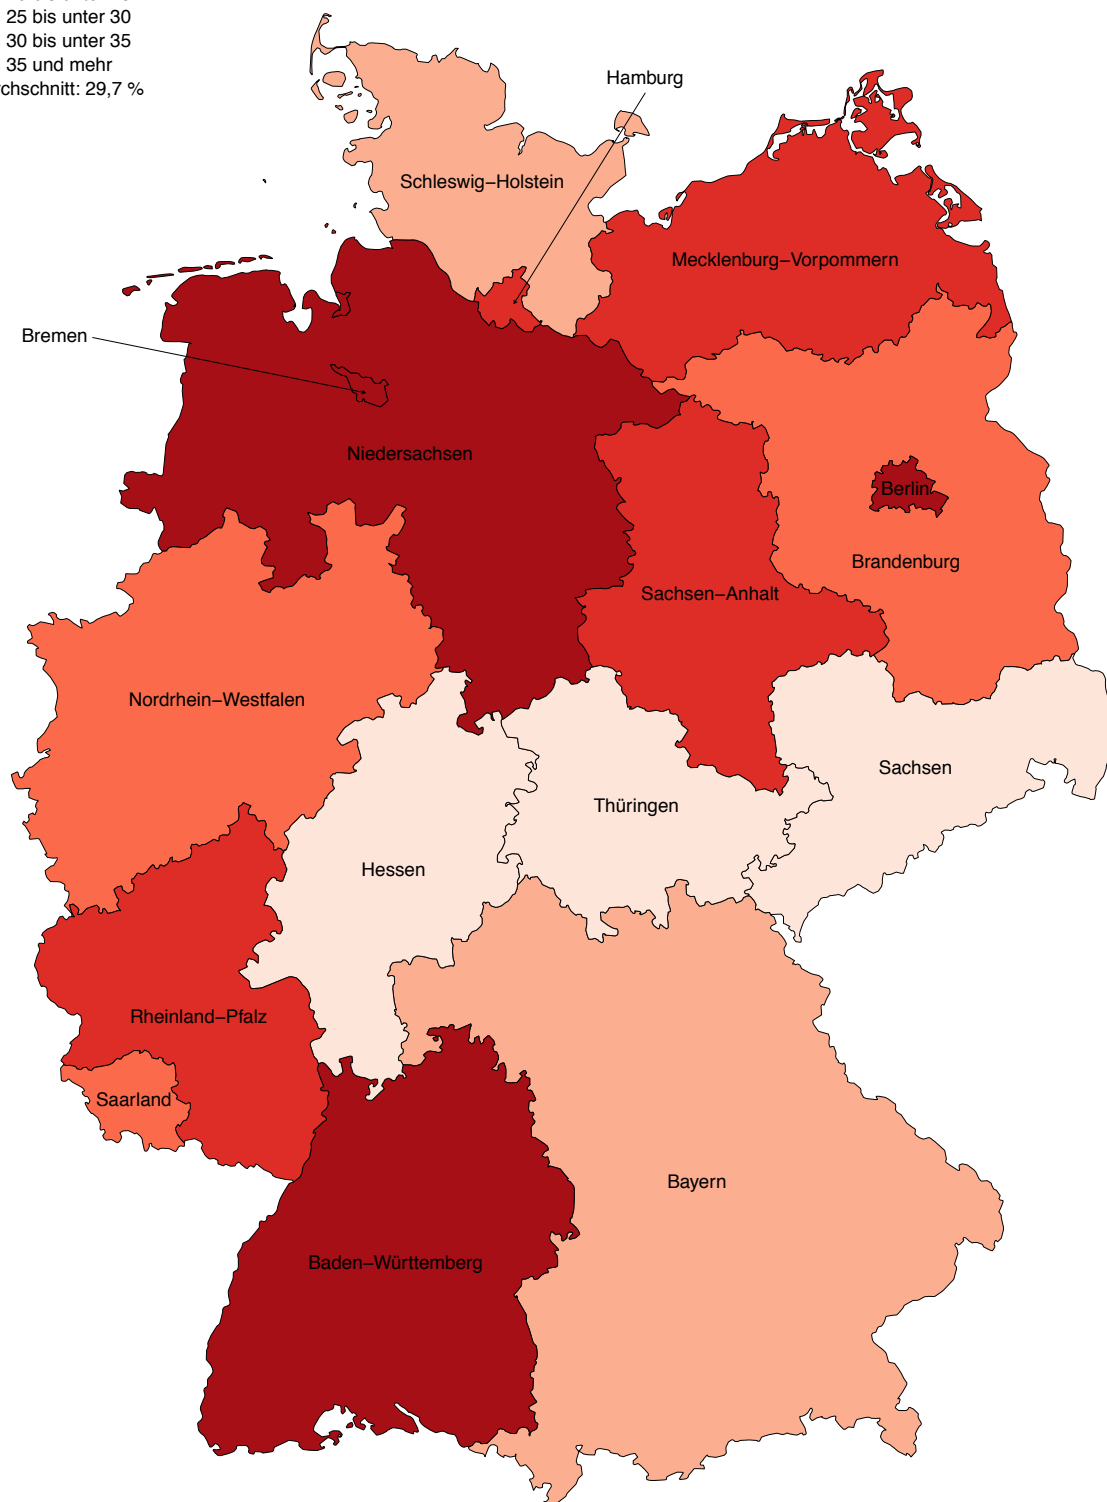 25 bis unter 30
30 bis unter 35
35 und mehr
chschnitt: 29,7 %
Hamburg
Schleswig–Holstein
Mecklenburg–Vorpommern
Bremen
Niedersachsen
Berlin
Brandenburg
Sachsen–Anhalt
Nordrhein–Westfalen
Sachsen
Thüringen
Hessen
Rheinland–Pfalz
Saarland
Bayern
Baden–Württemberg